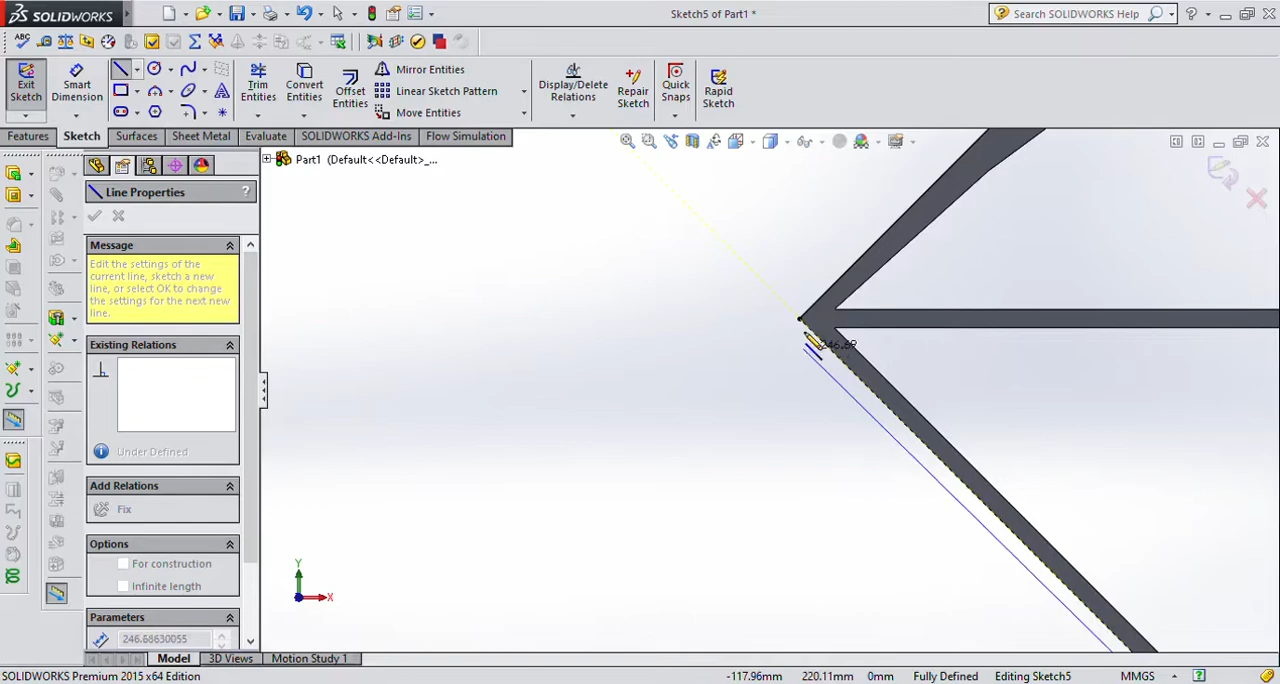 SOLIDWORKS
Sketch5 of Part1 *
Search SOLIDWORKS Help
Exit Sketch
Smart Dimension
Trim Entities
Convert Entities
Offset Entities
Mirror Entities
Linear Sketch Pattern
Move Entities
Display/Delete Relations
Repair Sketch
Quick Snaps
Rapid Sketch
Features
Sketch
Surfaces
Sheet Metal
Evaluate
SOLIDWORKS Add-Ins
Flow Simulation
Part1 (Default<<Default>_...
Line Properties
?
Message
Edit the settings of the
current line, sketch a new
line, or select OK to change
the settings for the next new
line.
Existing Relations
Under Defined
Add Relations
Fix
Options
For construction
Infinite length
Parameters
246.68630055
246.69
Y
X
Model
3D Views
Motion Study 1
SOLIDWORKS Premium 2015 x64 Edition
-117.96mm
220.11mm
0mm
Fully Defined
Editing Sketch5
MMGS